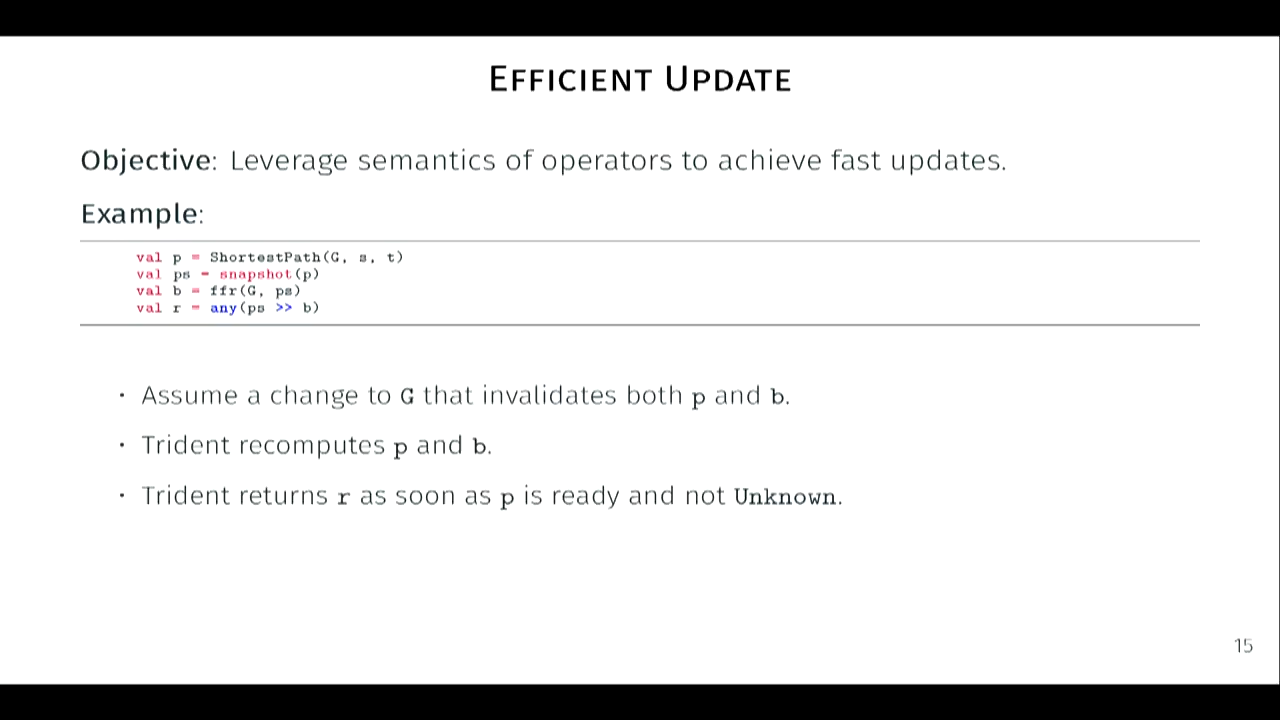 EFFICIENT UPDATE
Objective: Leverage semantics of operators to achieve fast updates.
Example:
val p = ShortestPath(G, s, t)
val ps = snapshot(p)
val b = ffr(G, ps)
val r = any(ps >> b)
· Assume a change to G that invalidates both p and b.
· Trident recomputes p and b.
· Trident returns r as soon as p is ready and not Unknown.
15